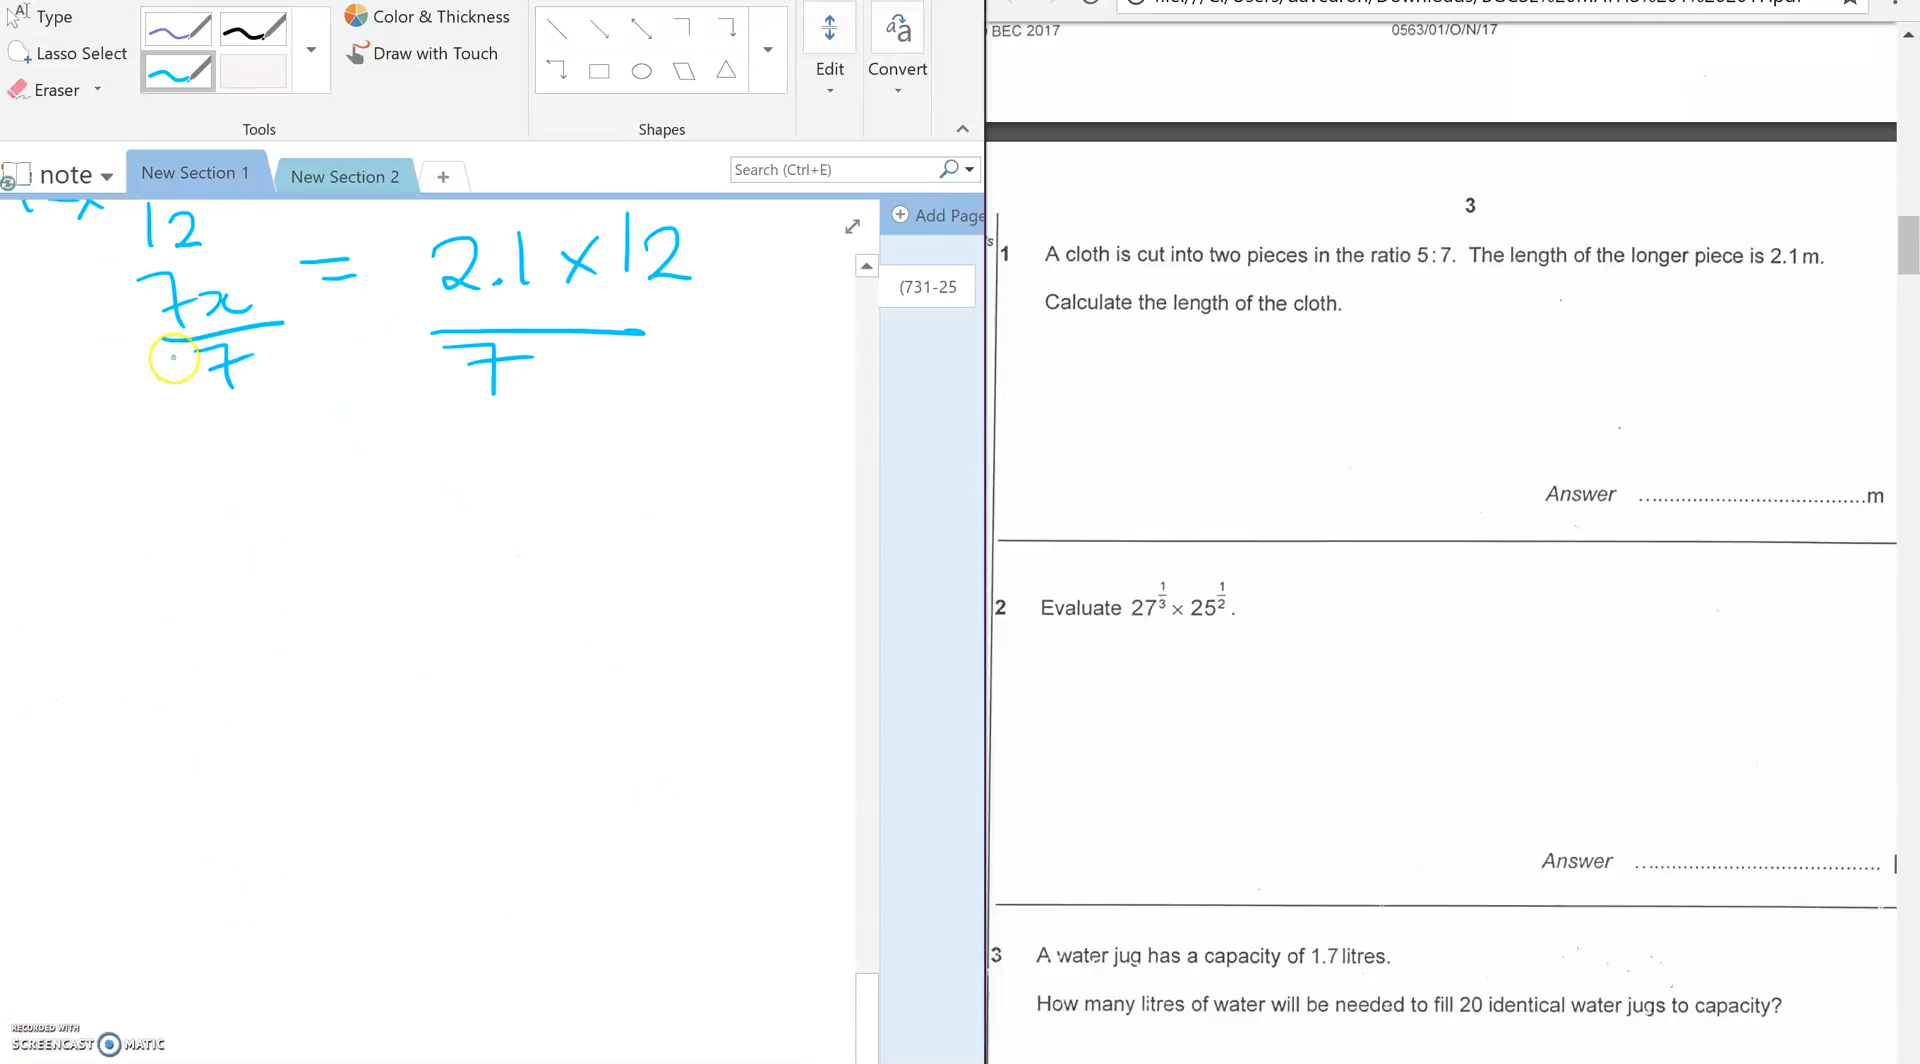 Type
Lasso Select
Eraser
Color & Thickness
Draw with Touch
Edit
Convert
Tools
Shapes
note
New Section 1
New Section 2
+
Search (Ctrl+E)
Add Page
(731-25
12
7x = 2.1 x 12
7 7
RECORDED WITH
SCREENCAST MATIC
BEC 2017
0563/01/O/N/17
3
1 A cloth is cut into two pieces in the ratio 5:7. The length of the longer piece is 2.1m.
Calculate the length of the cloth.
Answer ........................................m
2 Evaluate 27^1/3 × 25^1/2.
Answer ........................................
3 A water jug has a capacity of 1.7 litres.
How many litres of water will be needed to fill 20 identical water jugs to capacity?